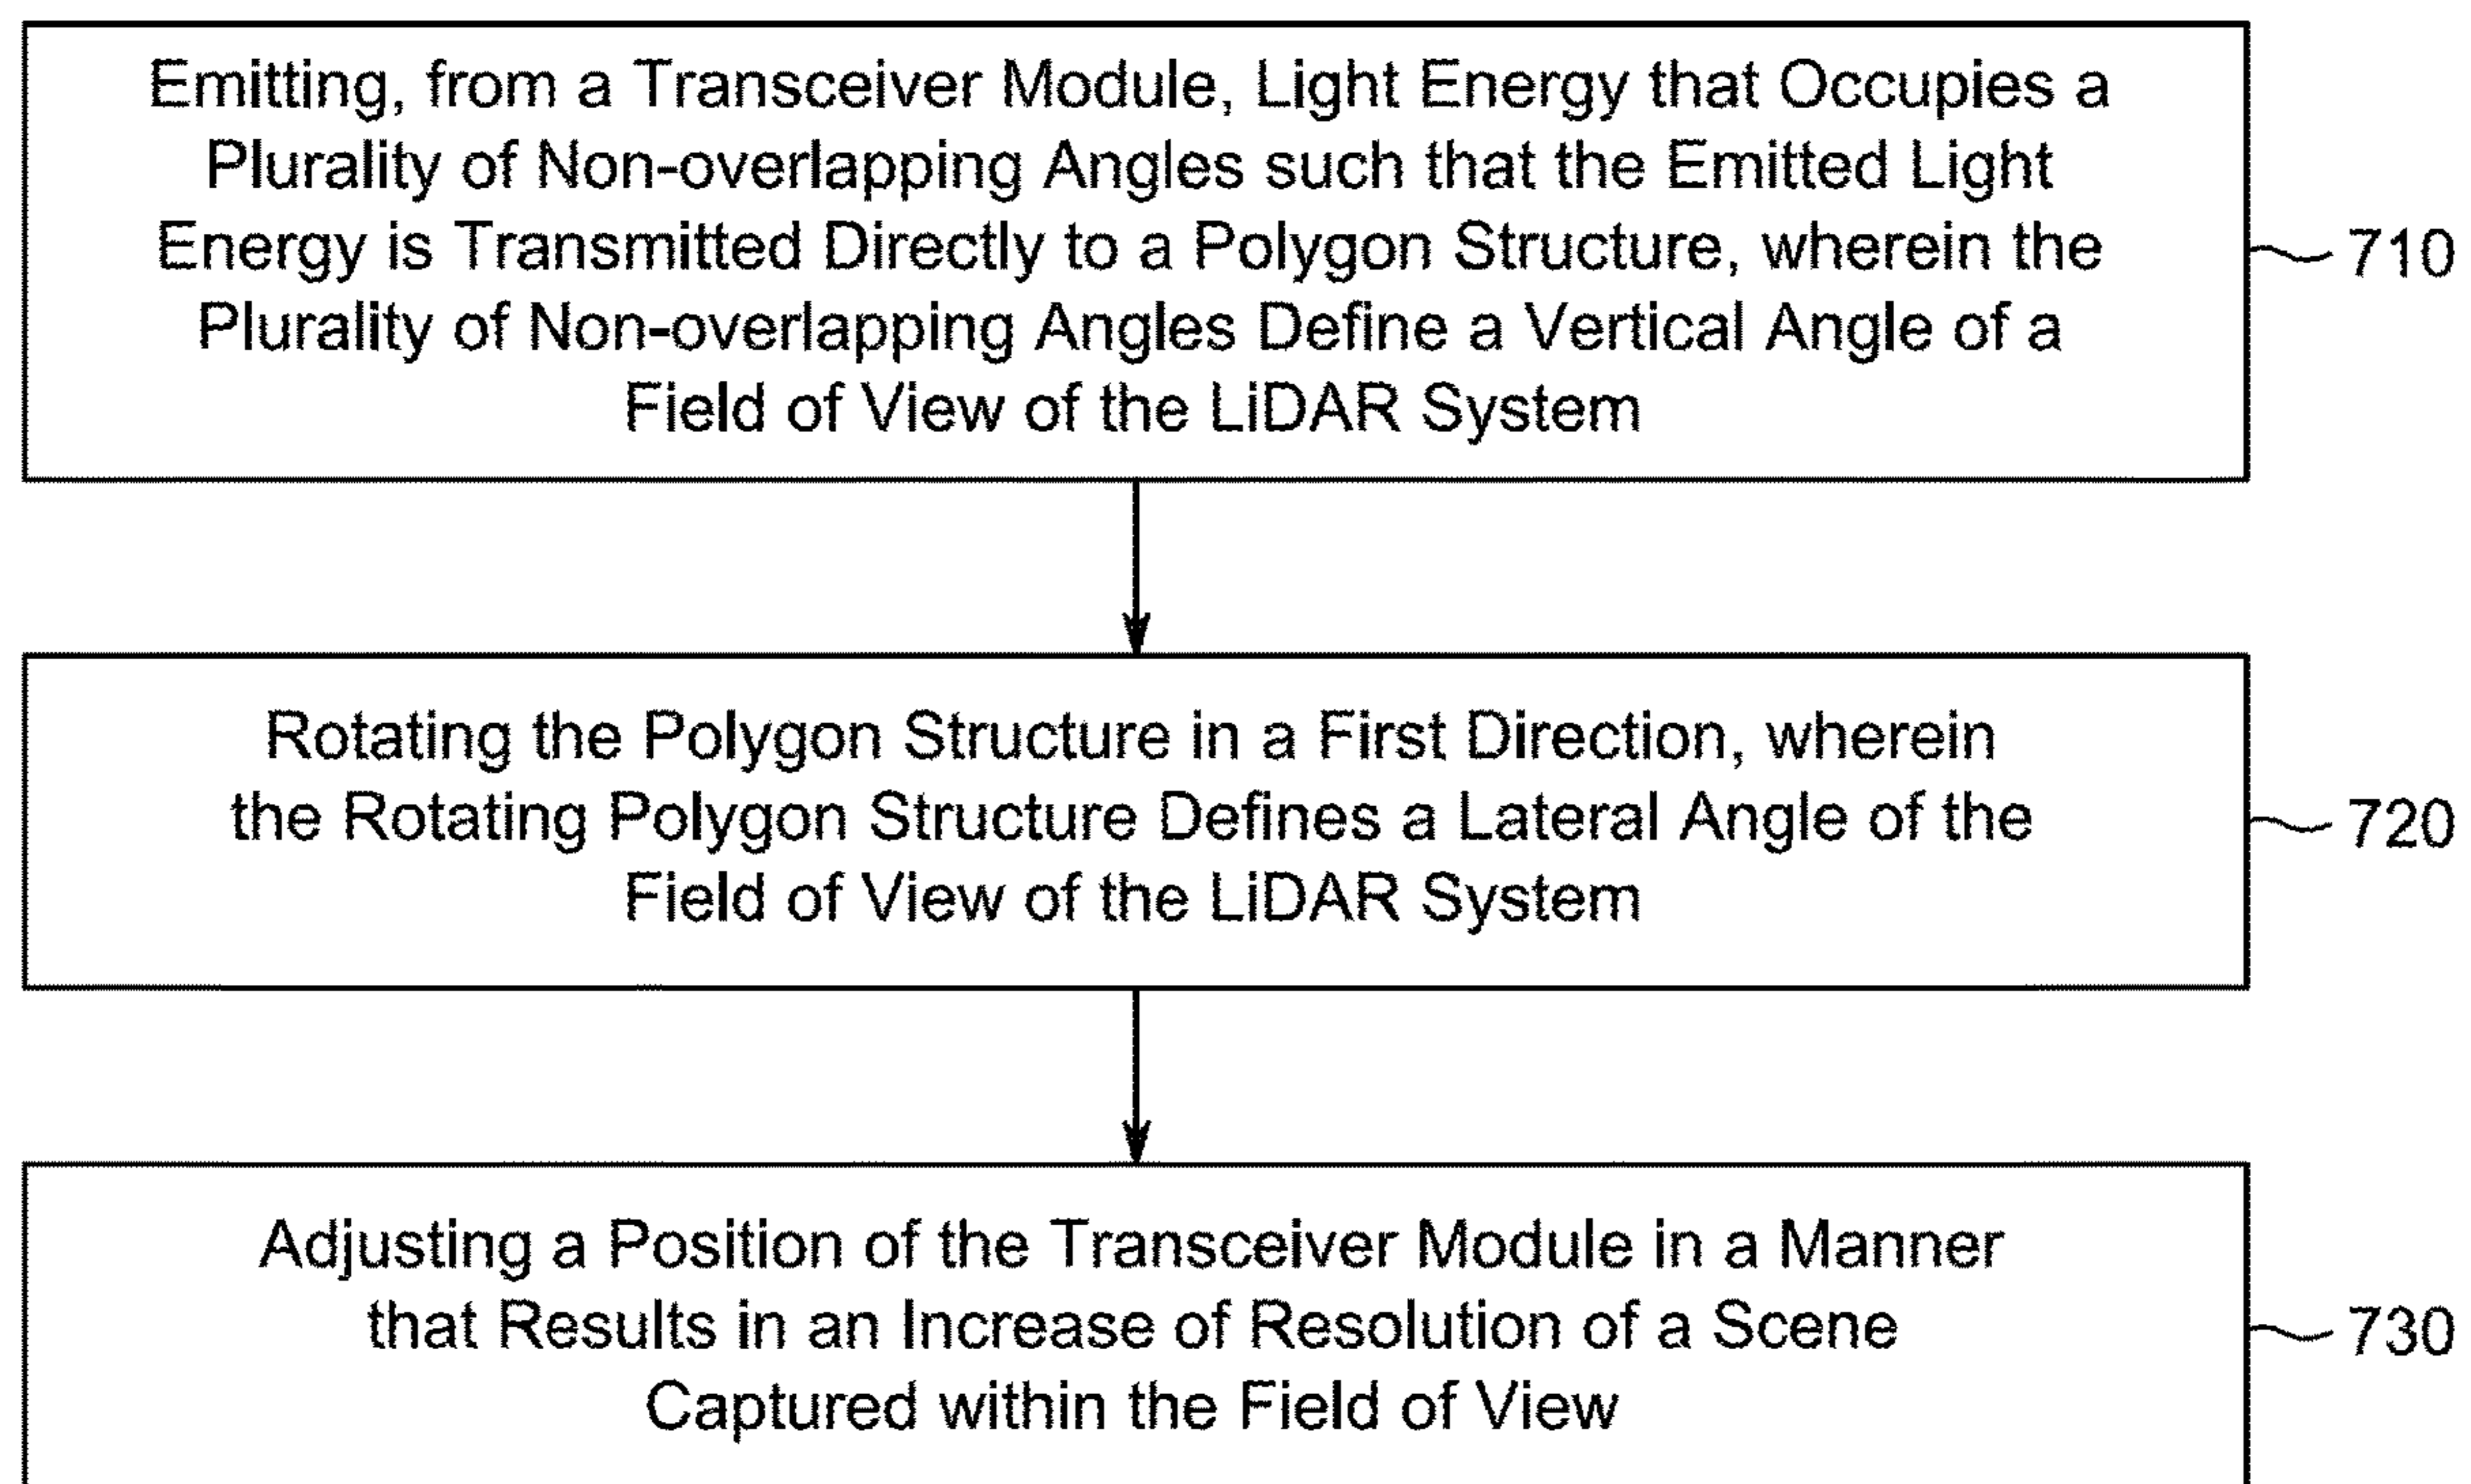 Emitting, from a Transceiver Module, Light Energy that Occupies a
Plurality of Non-overlapping Angles such that the Emitted Light
Energy is Transmitted Directly to a Polygon Structure, wherein the
Plurality of Non-overlapping Angles Define a Vertical Angle of a
Field of View of the LiDAR System
710
Rotating the Polygon Structure in a First Direction, wherein
the Rotating Polygon Structure Defines a Lateral Angle of the
Field of View of the LiDAR System
720
Adjusting a Position of the Transceiver Module in a Manner
that Results in an Increase of Resolution of a Scene
Captured within the Field of View
730